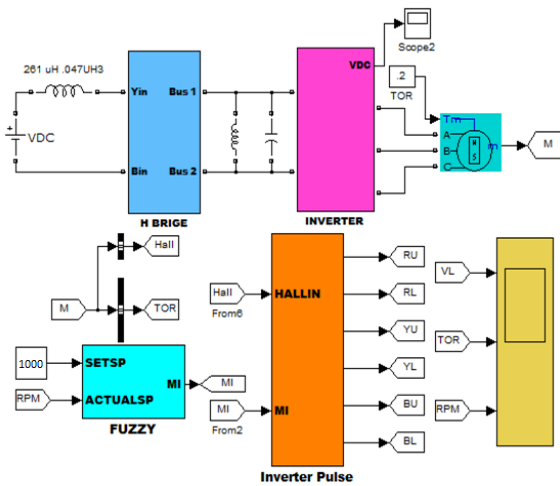 261 uH .047UH3
VDC
+
Yin
Bin
Bus 1
Bus 2
H BRIGE
VDC
INVERTER
Scope2
.2
TOR
Tm
A
B
C
N
S
m
M
M
Hall
TOR
1000
RPM
SETSP
ACTUALSP
MI
FUZZY
MI
Hall
From6
MI
From2
HALLIN
MI
Inverter Pulse
RU
RL
YU
YL
BU
BL
VL
TOR
RPM